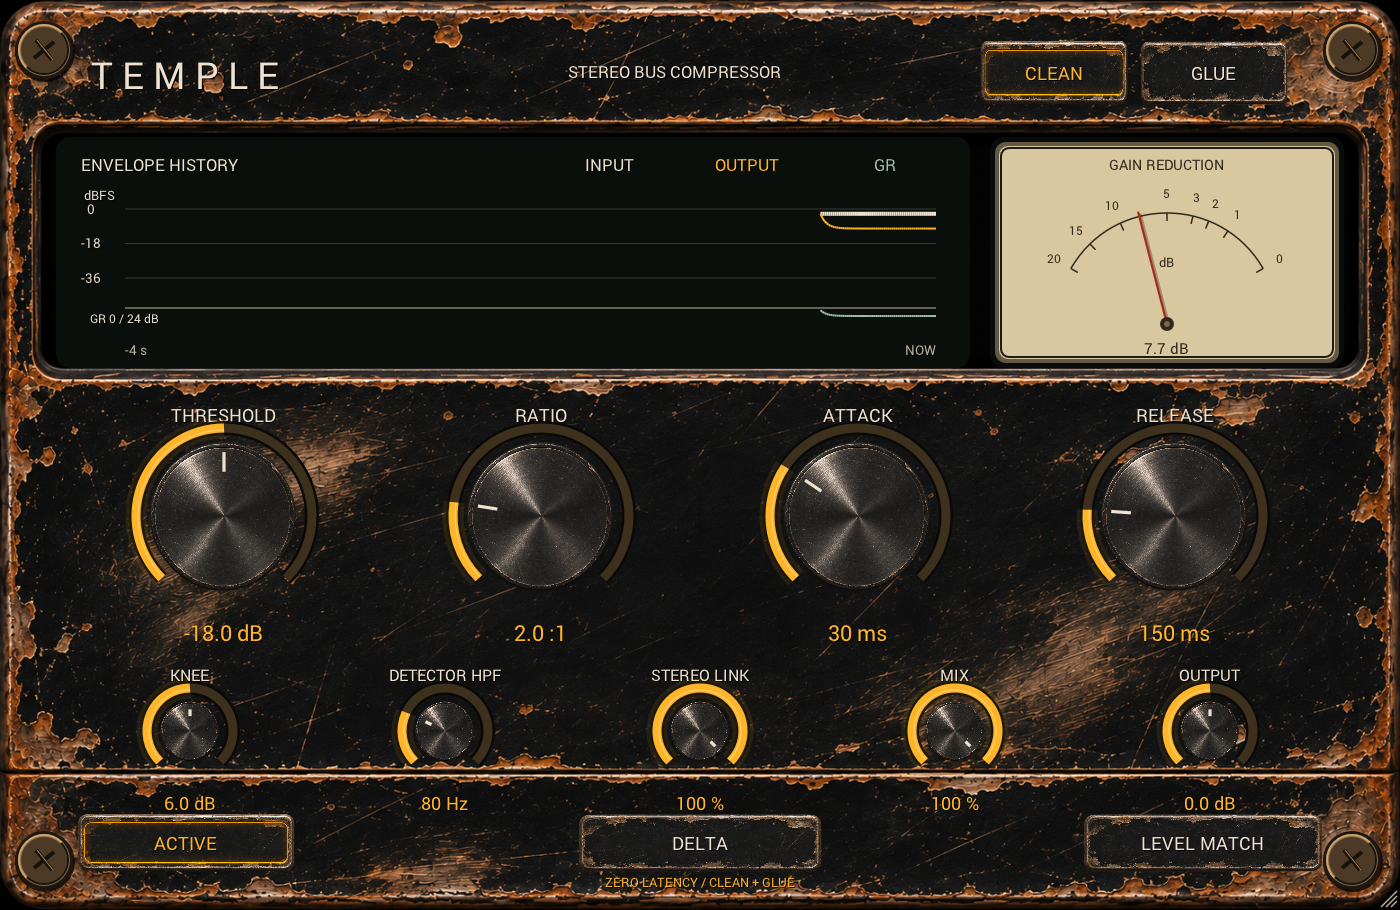 TEMPLE
STEREO BUS COMPRESSOR
CLEAN
GLUE
ENVELOPE HISTORY
INPUT
OUTPUT
GR
dBFS
0
-18
-36
GR 0 / 24 dB
-4 s
NOW
GAIN REDUCTION
20
15
10
5
3
2
1
0
dB
7.7 dB
THRESHOLD
RATIO
ATTACK
RELEASE
-18.0 dB
2.0 :1
30 ms
150 ms
KNEE
DETECTOR HPF
STEREO LINK
MIX
OUTPUT
6.0 dB
80 Hz
100 %
100 %
0.0 dB
ACTIVE
DELTA
LEVEL MATCH
ZERO LATENCY / CLEAN + GLUE